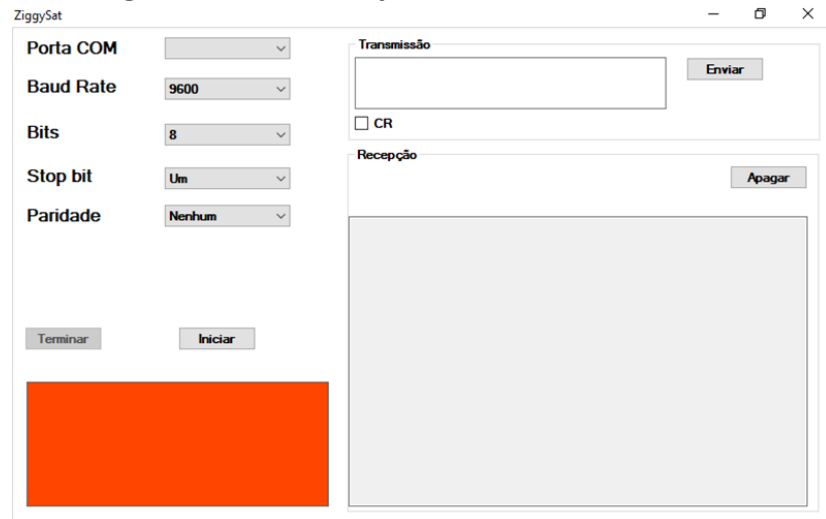 ZiggySat
Porta COM
Baud Rate 9600
Bits 8
Stop bit Um
Paridade Nenhum
Terminar Iniciar
Transmissão
Enviar
CR
Recepção
Apagar